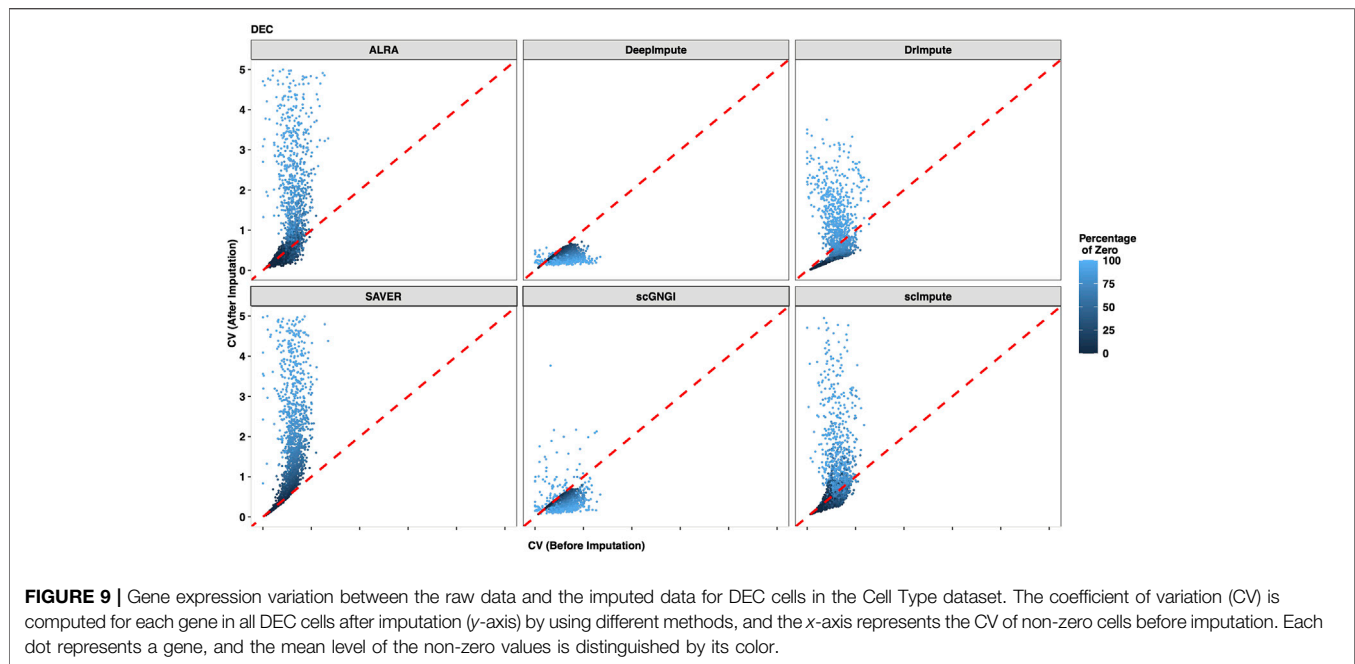 DEC
ALRA DeepImpute DrImpute
5
4
3
2
1
0
SAVER scGNGI scImpute
5
4
3
2
1
0
CV (After Imputation)
CV (Before Imputation)
Percentage
of Zero
100
75
50
25
0
FIGURE 9 | Gene expression variation between the raw data and the imputed data for DEC cells in the Cell Type dataset. The coefficient of variation (CV) is
computed for each gene in all DEC cells after imputation (y-axis) by using different methods, and the x-axis represents the CV of non-zero cells before imputation. Each
dot represents a gene, and the mean level of the non-zero values is distinguished by its color.